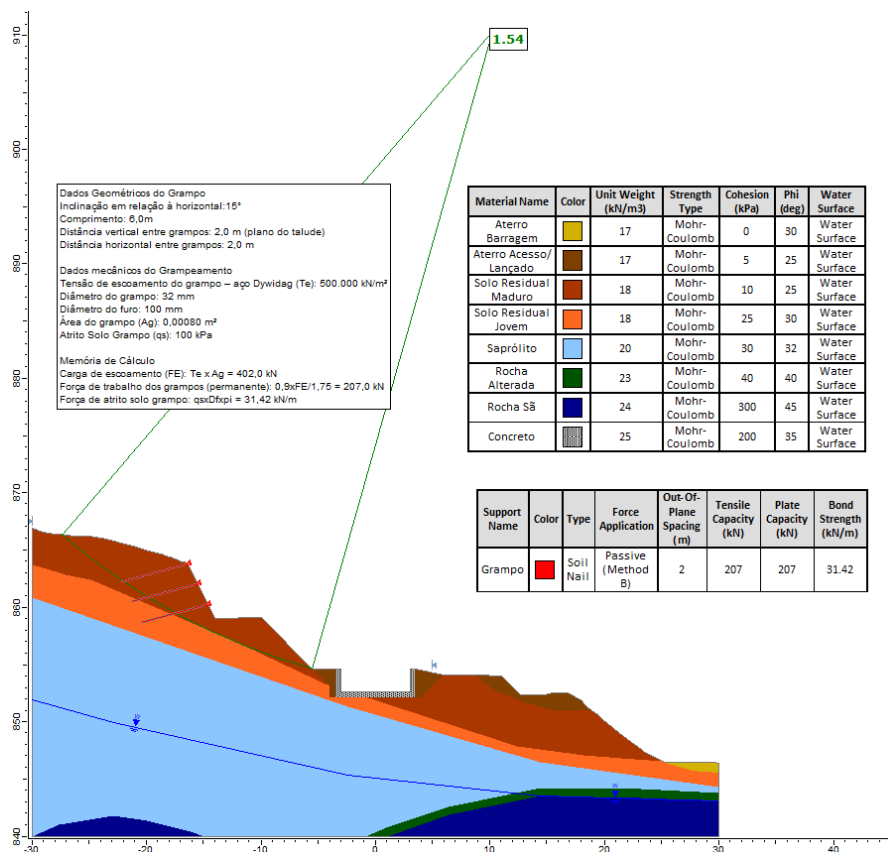 1.54
910
900
890
880
870
860
850
840
Dados Geométricos do Grampo
Inclinação em relação à horizontal:15°
Comprimento: 6,0m
Distância vertical entre grampos: 2,0 m (plano do talude)
Distância horizontal entre grampos: 2,0 m
Dados mecânicos do Grampeamento
Tensão de escoamento do grampo – aço Dywidag (Te): 500.000 kN/m²
Diâmetro do grampo: 32 mm
Diâmetro do furo: 100 mm
Área do grampo (Ag): 0,00080 m²
Atrito Solo Grampo (qs): 100 kPa
Memória de Cálculo
Carga de escoamento (FE): Te x Ag = 402,0 kN
Força de trabalho dos grampos (permanente): 0,9xFE/1,75 = 207,0 kN
Força de atrito solo grampo: qsxDfxpi = 31,42 kN/m
Material Name Color Unit Weight (kN/m3) Strength Type Cohesion (kPa) Phi (deg) Water Surface
Aterro Barragem 17 Mohr-Coulomb 0 30 Water Surface
Aterro Acesso/ Lançado 17 Mohr-Coulomb 5 25 Water Surface
Solo Residual Maduro 18 Mohr-Coulomb 10 25 Water Surface
Solo Residual Jovem 18 Mohr-Coulomb 25 30 Water Surface
Saprólito 20 Mohr-Coulomb 30 32 Water Surface
Rocha Alterada 23 Mohr-Coulomb 40 40 Water Surface
Rocha Sã 24 Mohr-Coulomb 300 45 Water Surface
Concreto 25 Mohr-Coulomb 200 35 Water Surface
Support Name Color Type Force Application Out-Of-Plane Spacing (m) Tensile Capacity (kN) Plate Capacity (kN) Bond Strength (kN/m)
Grampo Soil Nail Passive (Method B) 2 207 207 31.42
W
W
-30 -20 -10 0 10 20 30 40